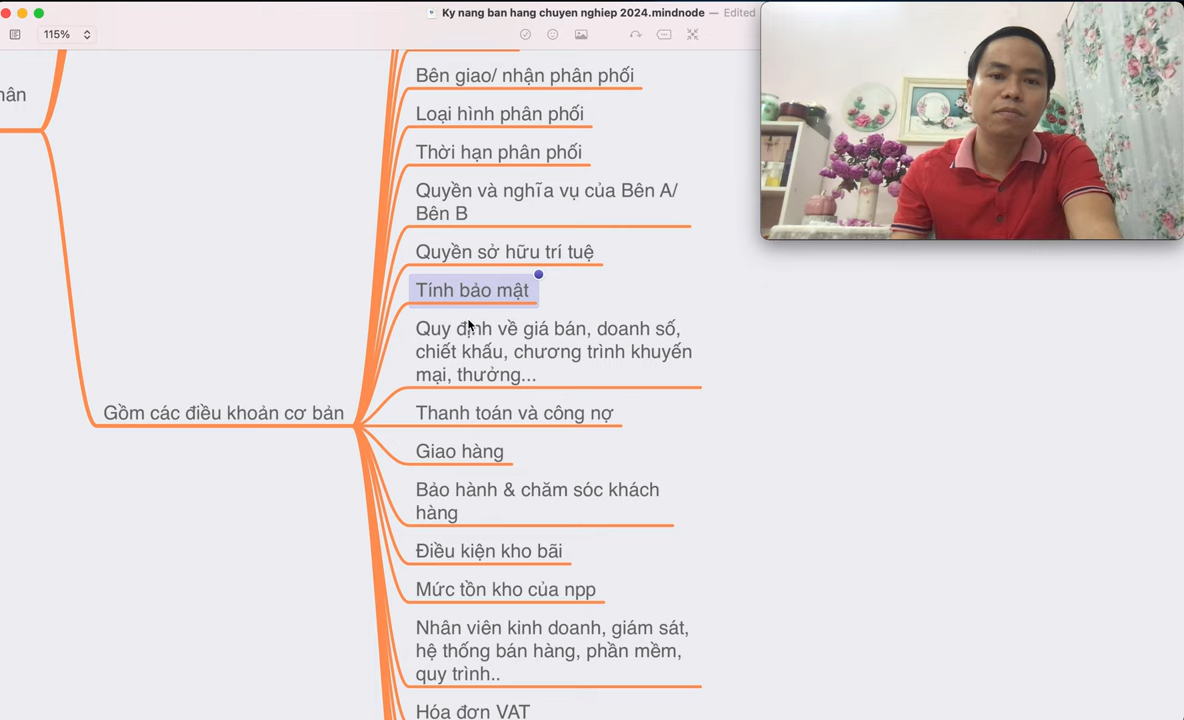 Ky nang ban hang chuyen nghiep 2024.mindnode — Edited
115%
Bên giao/ nhận phân phối
Loại hình phân phối
Thời hạn phân phối
Quyền và nghĩa vụ của Bên A/
Bên B
Quyền sở hữu trí tuệ
Tính bảo mật
Quy định về giá bán, doanh số,
chiết khấu, chương trình khuyến
mại, thưởng...
Gồm các điều khoản cơ bản
Thanh toán và công nợ
Giao hàng
Bảo hành & chăm sóc khách
hàng
Điều kiện kho bãi
Mức tồn kho của npp
Nhân viên kinh doanh, giám sát,
hệ thống bán hàng, phần mềm,
quy trình..
Hóa đơn VAT